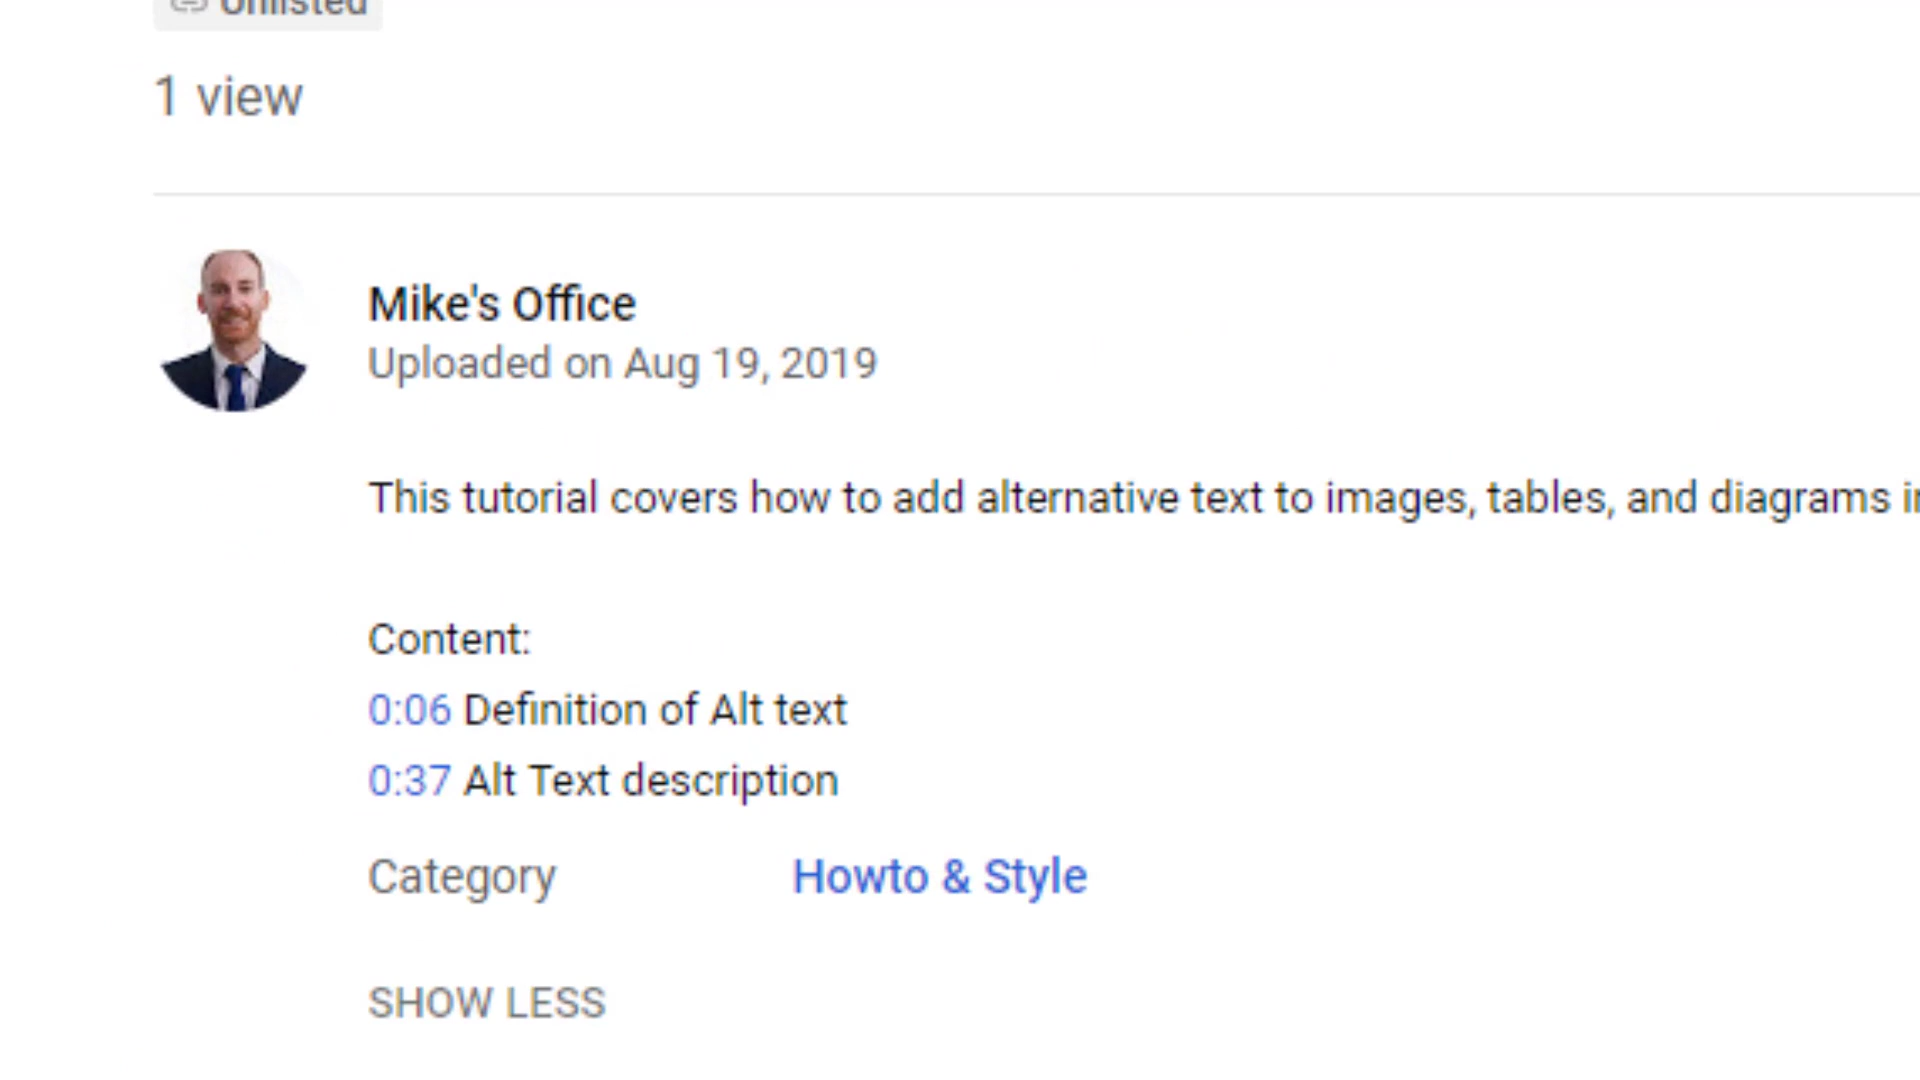 Unlisted
1 view
Mike's Office
Uploaded on Aug 19, 2019
This tutorial covers how to add alternative text to images, tables, and diagrams
Content:
0:06 Definition of Alt text
0:37 Alt Text description
Category Howto & Style
SHOW LESS